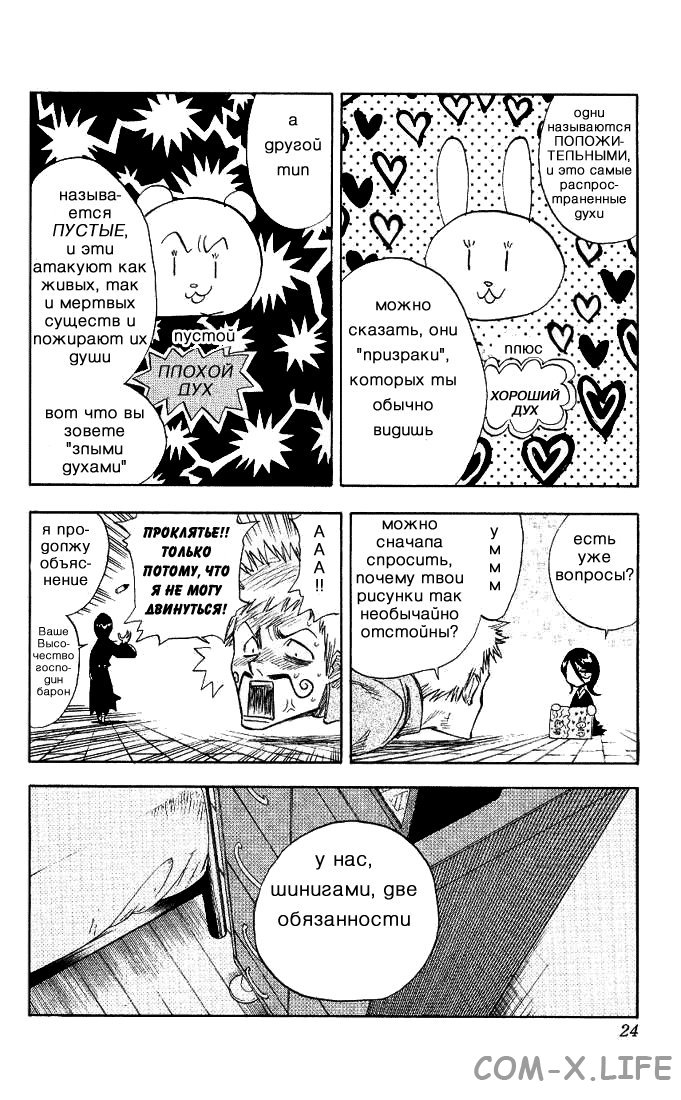 одни
называются
ПОЛОЖИ-
ТЕЛЬНЫМИ,
и это самые
распрос-
траненные
духи
можно
сказать, они
"призраки",
которых ты
обычно
видишь
плюс
ХОРОШИЙ
ДУХ
а
другой
тип
называ-
ется
ПУСТЫЕ,
и эти
атакуют как
живых, так
и мертвых
существ и
пожирают их
души
вот что вы
зовете
"злыми
духами"
пустой
ПЛОХОЙ
ДУХ
есть
уже
вопросы?
У
М
М
М
можно
сначала
спросить,
почему твои
рисунки так
необычайно
отстойны?
А
А
А
!!
ПРОКЛЯТЬЕ!!
ТОЛЬКО
ПОТОМУ, ЧТО
Я НЕ МОГУ
ДВИНУТЬСЯ!
я про-
должу
объяс-
нение
Ваше
Высо-
чество
госпо-
дин
барон
у нас,
шинигами, две
обязанности
24
COM-X.LIFE